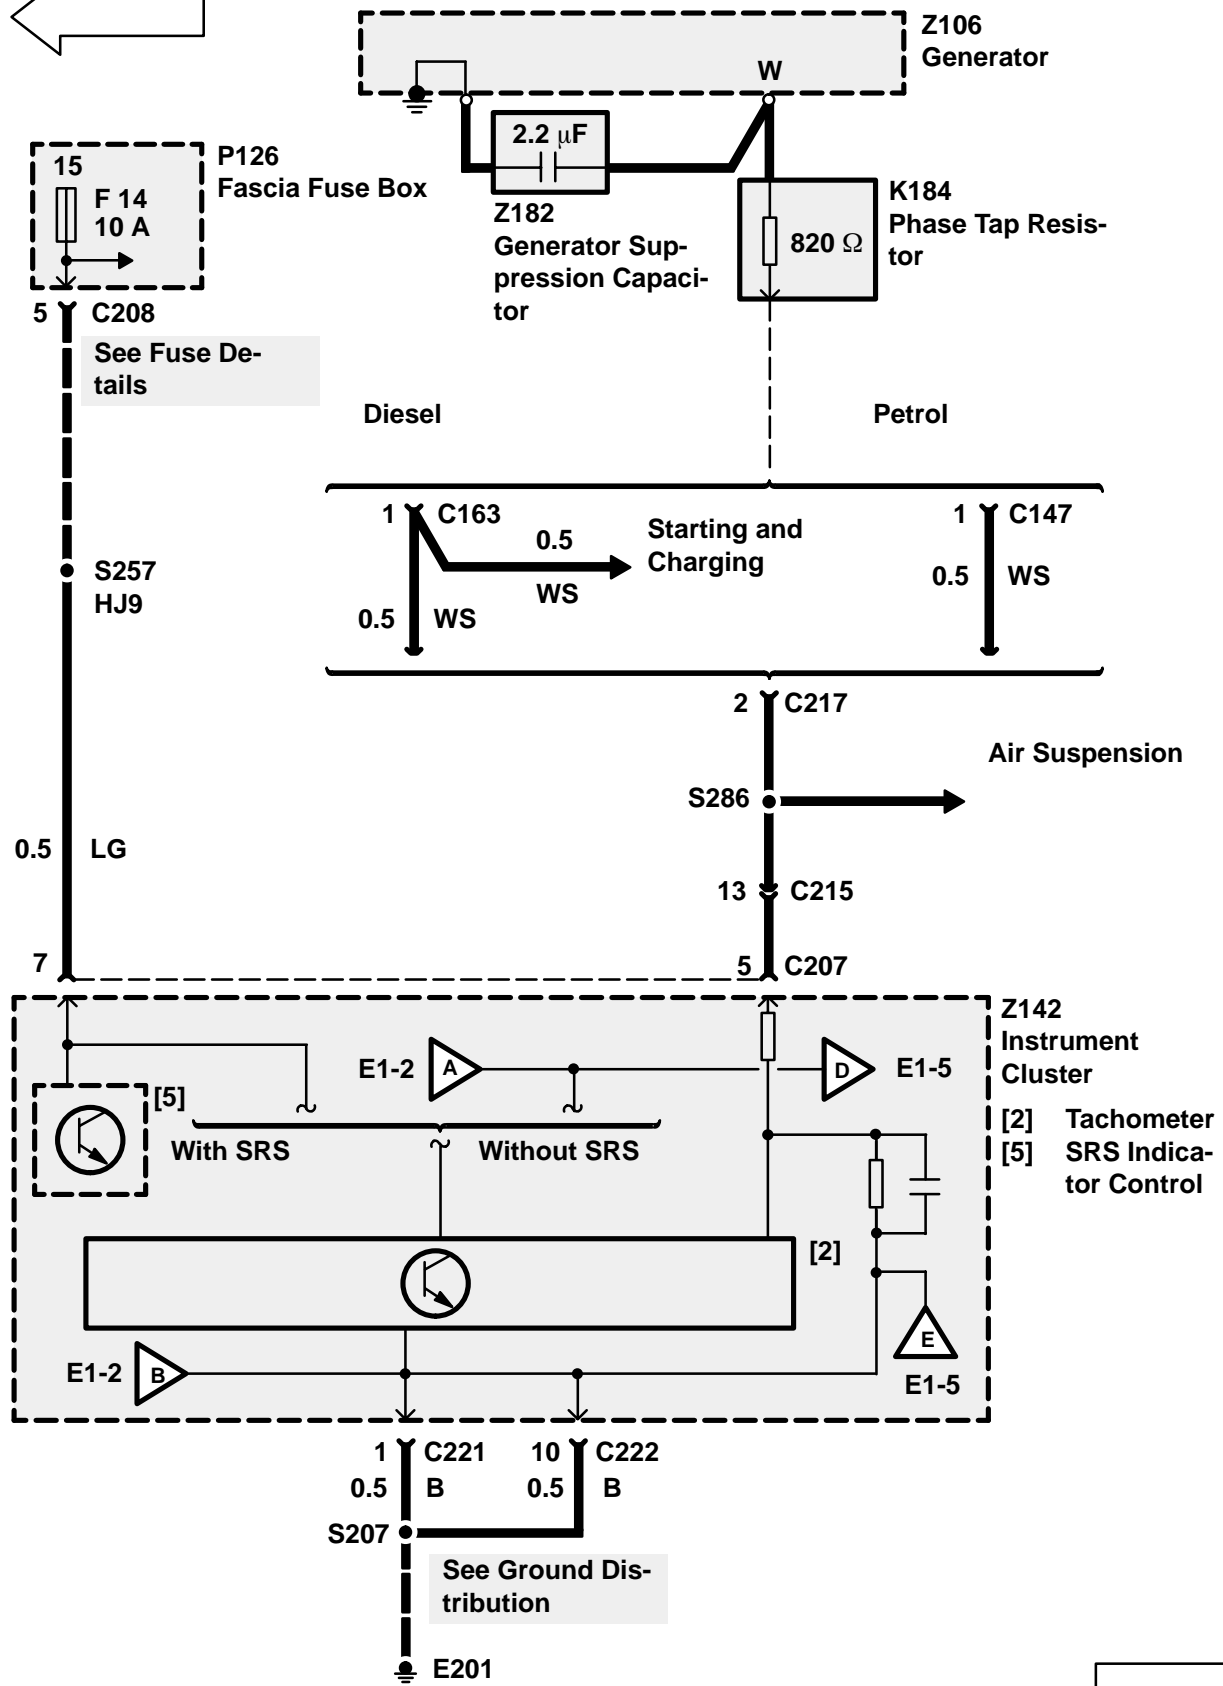 Z106
Generator
W
2.2 μF
Z182
Generator Sup-
pression Capaci-
tor
K184
Phase Tap Resis-
tor
820 Ω
15
F 14
10 A
P126
Fascia Fuse Box
5 C208
See Fuse De-
tails
Diesel
Petrol
1 C163
0.5
WS
Starting and
Charging
0.5 WS
1 C147
0.5 WS
S257
HJ9
2 C217
Air Suspension
S286
0.5 LG
13 C215
7
5 C207
Z142
Instrument
Cluster
[2] Tachometer
[5] SRS Indica-
tor Control
E1-2 A
D E1-5
[5]
With SRS
Without SRS
[2]
E1-2 B
E
E1-5
1 C221
0.5 B
10 C222
0.5 B
S207
See Ground Dis-
tribution
E201